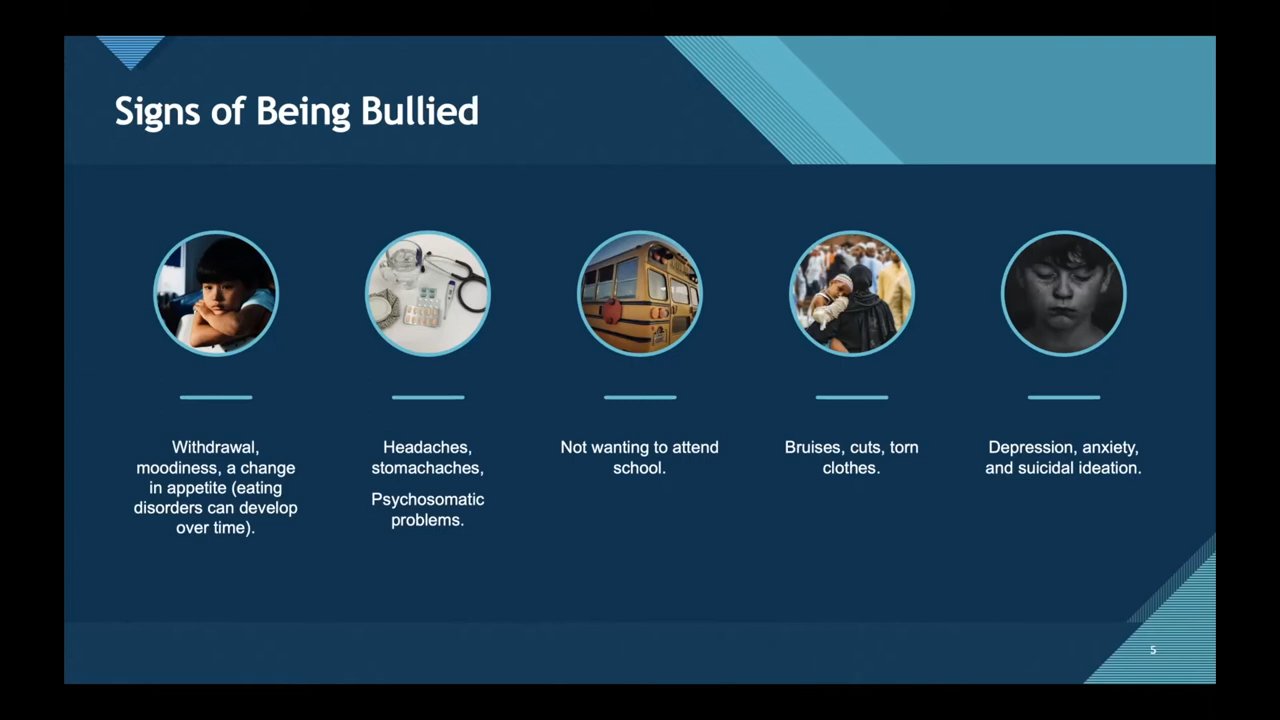 Signs of Being Bullied
Withdrawal,
moodiness, a change
in appetite (eating
disorders can develop
over time).
Headaches,
stomachaches,
Psychosomatic
problems.
Not wanting to attend
school.
Bruises, cuts, torn
clothes.
Depression, anxiety,
and suicidal ideation.
5